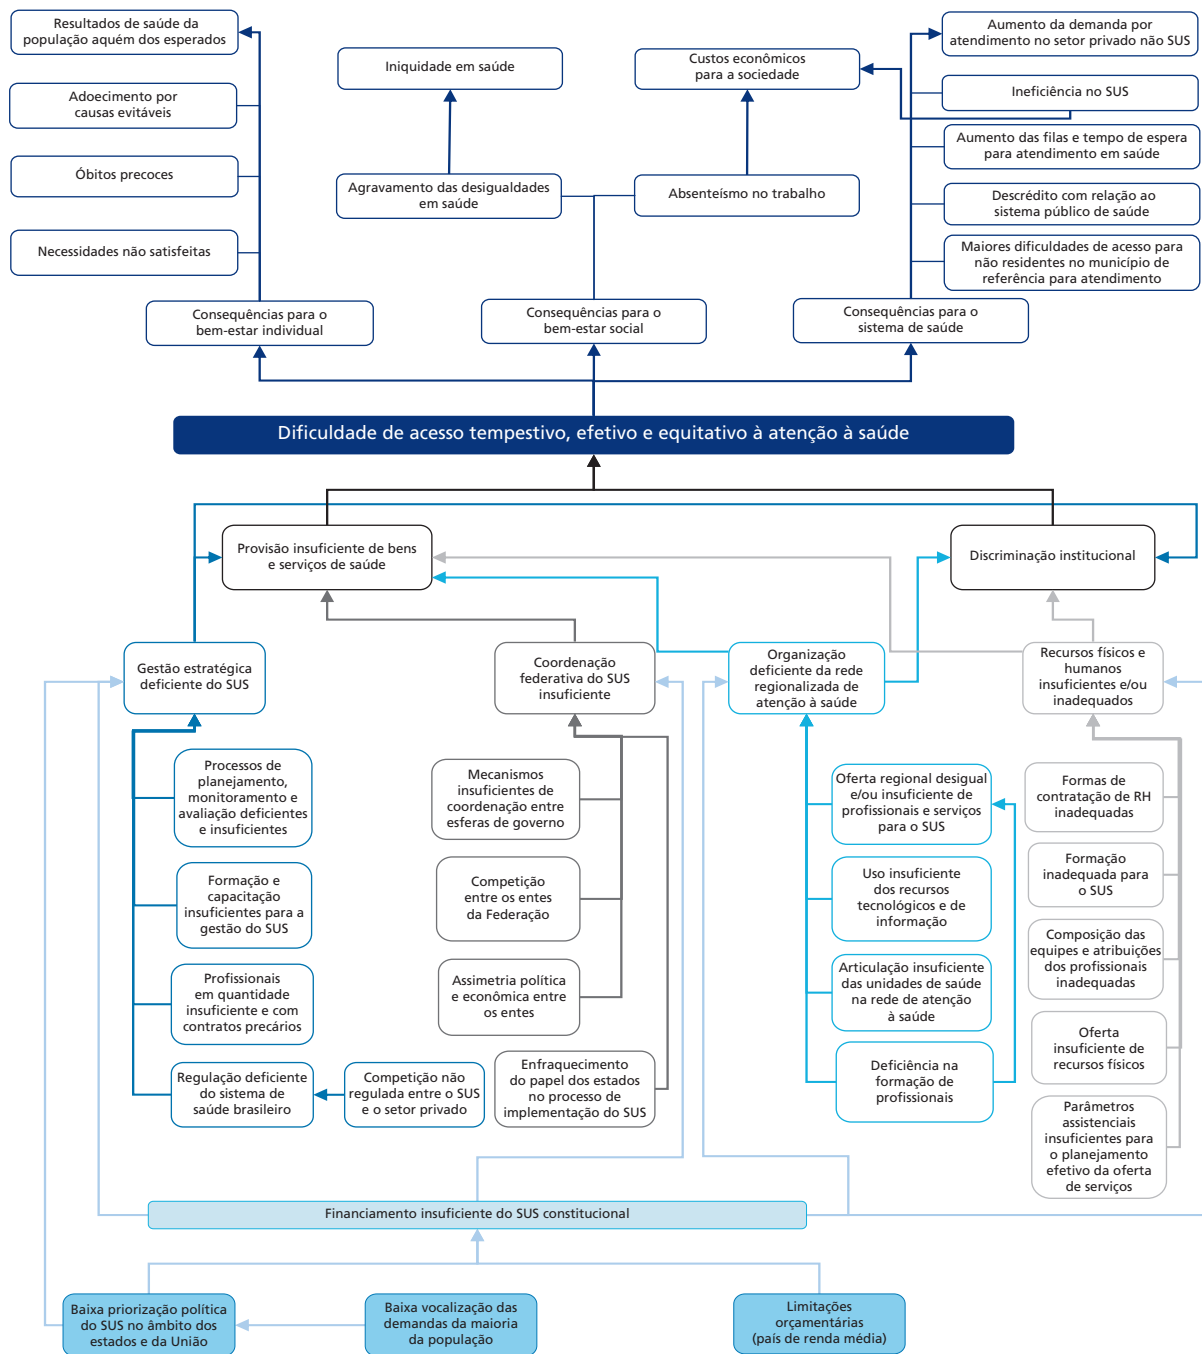 Resultados de saúde da
população aquém dos esperados
Adoecimento por
causas evitáveis
Óbitos precoces
Necessidades não satisfeitas
Consequências para o
bem-estar individual
Iniquidade em saúde
Custos econômicos
para a sociedade
Agravamento das desigualdades
em saúde
Absenteísmo no trabalho
Consequências para o
bem-estar social
Aumento da demanda por
atendimento no setor privado não SUS
Ineficiência no SUS
Aumento das filas e tempo de espera
para atendimento em saúde
Descrédito com relação ao
sistema público de saúde
Maiores dificuldades de acesso para
não residentes no município de
referência para atendimento
Consequências para o
sistema de saúde
Dificuldade de acesso tempestivo, efetivo e equitativo à atenção à saúde
Provisão insuficiente de bens
e serviços de saúde
Discriminação institucional
Gestão estratégica
deficiente do SUS
Coordenação
federativa do SUS
insuficiente
Organização
deficiente da rede
regionalizada de
atenção à saúde
Recursos físicos e
humanos
insuficientes e/ou
inadequados
Processos de
planejamento,
monitoramento e
avaliação deficientes
e insuficientes
Formação e
capacitação
insuficientes para a
gestão do SUS
Profissionais
em quantidade
insuficiente e com
contratos precários
Regulação deficiente
do sistema de
saúde brasileiro
Competição não
regulada entre o SUS
e o setor privado
Mecanismos
insuficientes de
coordenação entre
esferas de governo
Competição
entre os entes
da Federação
Assimetria política
e econômica entre
os entes
Enfraquecimento
do papel dos estados
no processo de
implementação do SUS
Oferta regional desigual
e/ou insuficiente de
profissionais e serviços
para o SUS
Uso insuficiente
dos recursos
tecnológicos e de
informação
Articulação insuficiente
das unidades de saúde
na rede de atenção
à saúde
Deficiência na
formação de
profissionais
Formas de
contratação de RH
inadequadas
Formação
inadequada para
o SUS
Composição das
equipes e atribuições
dos profissionais
inadequadas
Oferta
insuficiente de
recursos físicos
Parâmetros
assistenciais
insuficientes para
o planejamento
efetivo da oferta
de serviços
Financiamento insuficiente do SUS constitucional
Baixa priorização política
do SUS no âmbito dos
estados e da União
Baixa vocalização das
demandas da maioria
da população
Limitações
orçamentárias
(país de renda média)